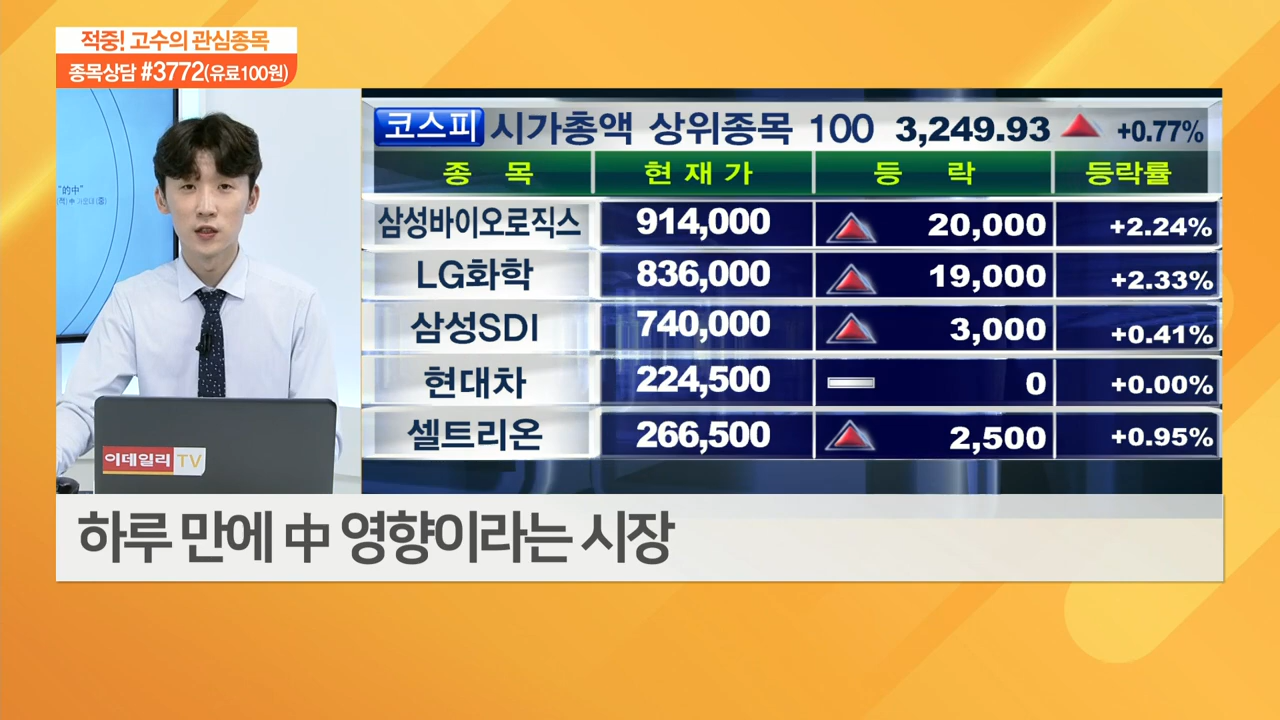 적중! 고수의 관심종목
종목상담 #3772(유료100원)
"的中"
코스피 시가총액 상위종목 100 3,249.93 +0.77%
종 목 현 재 가 등 락 등락률
삼성바이오로직스 914,000 20,000 +2.24%
LG화학 836,000 19,000 +2.33%
삼성SDI 740,000 3,000 +0.41%
현대차 224,500 0 +0.00%
셀트리온 266,500 2,500 +0.95%
이데일리TV
하루 만에 中 영향이라는 시장